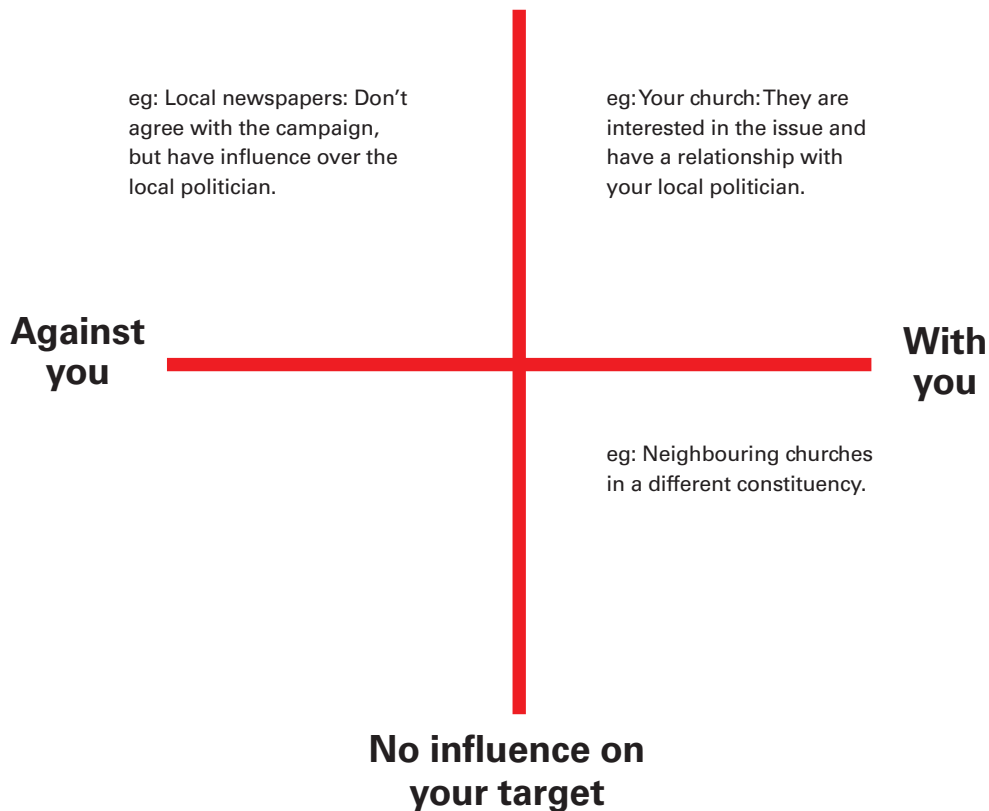 eg: Local newspapers: Don't
agree with the campaign,
but have influence over the
local politician.
eg: Your church: They are
interested in the issue and
have a relationship with
your local politician.
Against
you
With
you
eg: Neighbouring churches
in a different constituency.
No influence on
your target